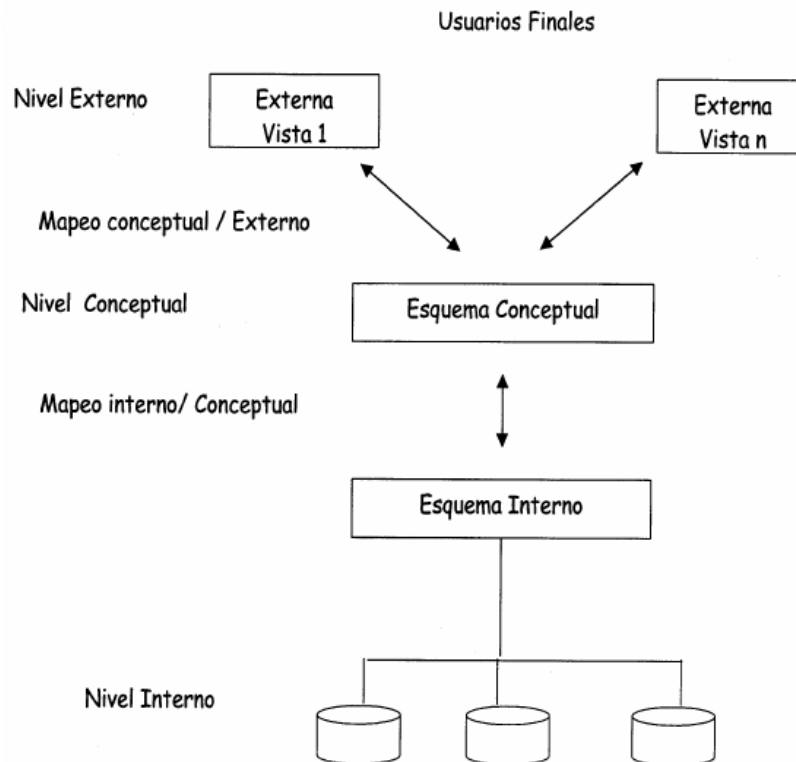 Usuarios Finales
Nivel Externo
Externa
Vista 1
Externa
Vista n
Mapeo conceptual / Externo
Nivel Conceptual
Esquema Conceptual
Mapeo interno/ Conceptual
Esquema Interno
Nivel Interno